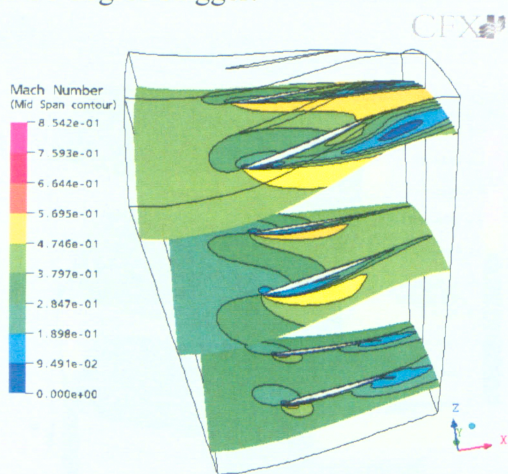 CFX
Mach Number
(Mid Span contour)
8.542e-01
7.593e-01
6.644e-01
5.695e-01
4.746e-01
3.797e-01
2.847e-01
1.898e-01
9.491e-02
0.000e+00
Z
Y
X